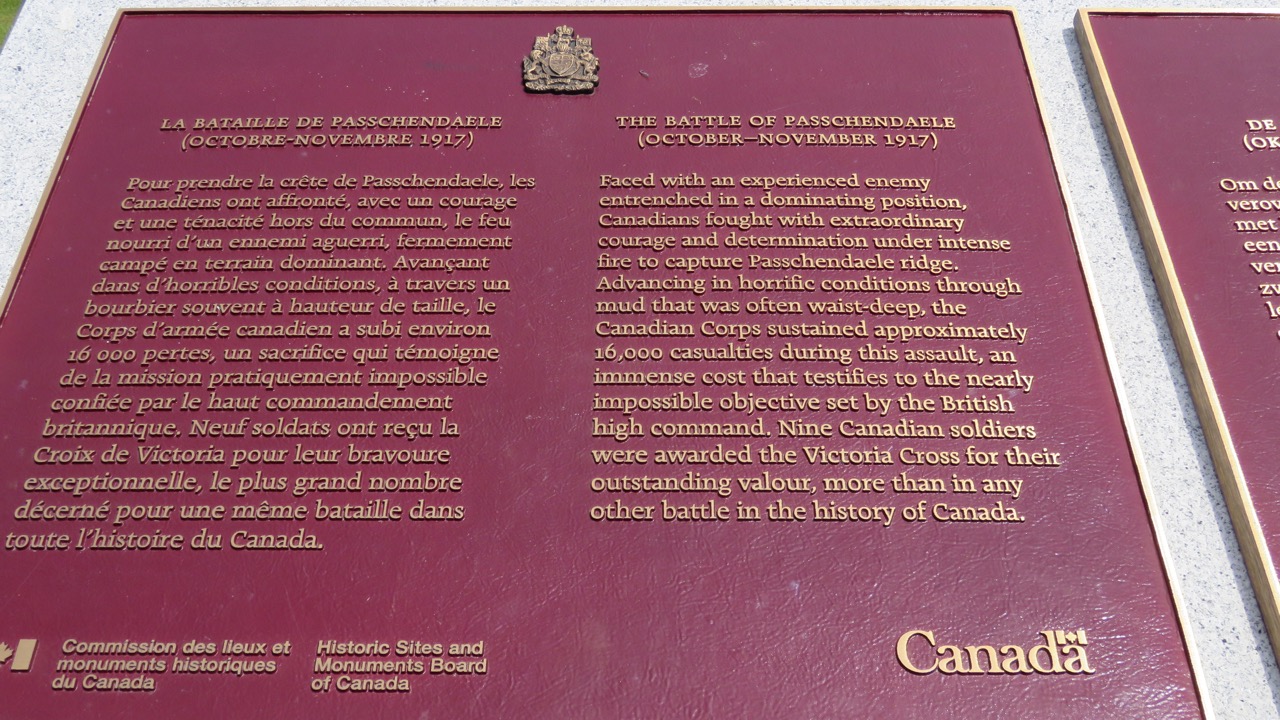 LA BATAILLE DE PASSCHENDAELE
(OCTOBRE-NOVEMBRE 1917)
Pour prendre la crête de Passchendaele, les
Canadiens ont affronté, avec un courage
et une ténacité hors du commun, le feu
nourri d'un ennemi aguerri, fermement
campé en terrain dominant. Avançant
dans d'horribles conditions, à travers un
bourbier souvent à hauteur de taille, le
Corps d'armée canadien a subi environ
16 000 pertes, un sacrifice qui témoigne
de la mission pratiquement impossible
confiée par le haut commandement
britannique. Neuf soldats ont reçu la
Croix de Victoria pour leur bravoure
exceptionnelle, le plus grand nombre
décerné pour une même bataille dans
toute l'histoire du Canada.
THE BATTLE OF PASSCHENDAELE
(OCTOBER–NOVEMBER 1917)
Faced with an experienced enemy
entrenched in a dominating position,
Canadians fought with extraordinary
courage and determination under intense
fire to capture Passchendaele ridge.
Advancing in horrific conditions through
mud that was often waist-deep, the
Canadian Corps sustained approximately
16,000 casualties during this assault, an
immense cost that testifies to the nearly
impossible objective set by the British
high command. Nine Canadian soldiers
were awarded the Victoria Cross for their
outstanding valour, more than in any
other battle in the history of Canada.
Commission des lieux et
monuments historiques
du Canada
Historic Sites and
Monuments Board
of Canada
Canada
DE
(OK
Om de
verov
met
een
ver
zv